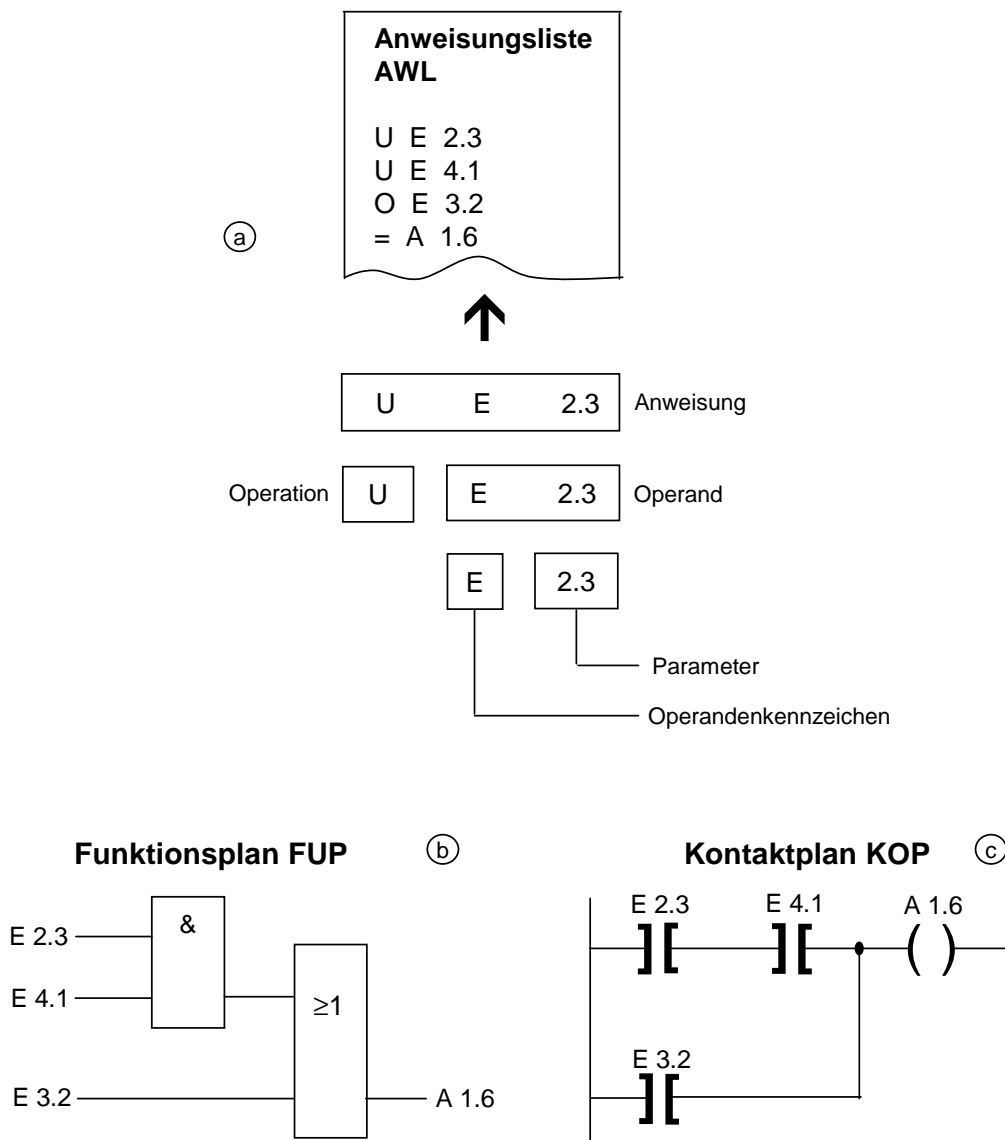 Anweisungsliste
AWL
U E 2.3
U E 4.1
O E 3.2
= A 1.6
a
U E 2.3 Anweisung
Operation U E 2.3 Operand
E 2.3
Parameter
Operandenkennzeichen
Funktionsplan FUP b
&
E 2.3
E 4.1
≥1
E 3.2
A 1.6
Kontaktplan KOP c
E 2.3 E 4.1 A 1.6
E 3.2